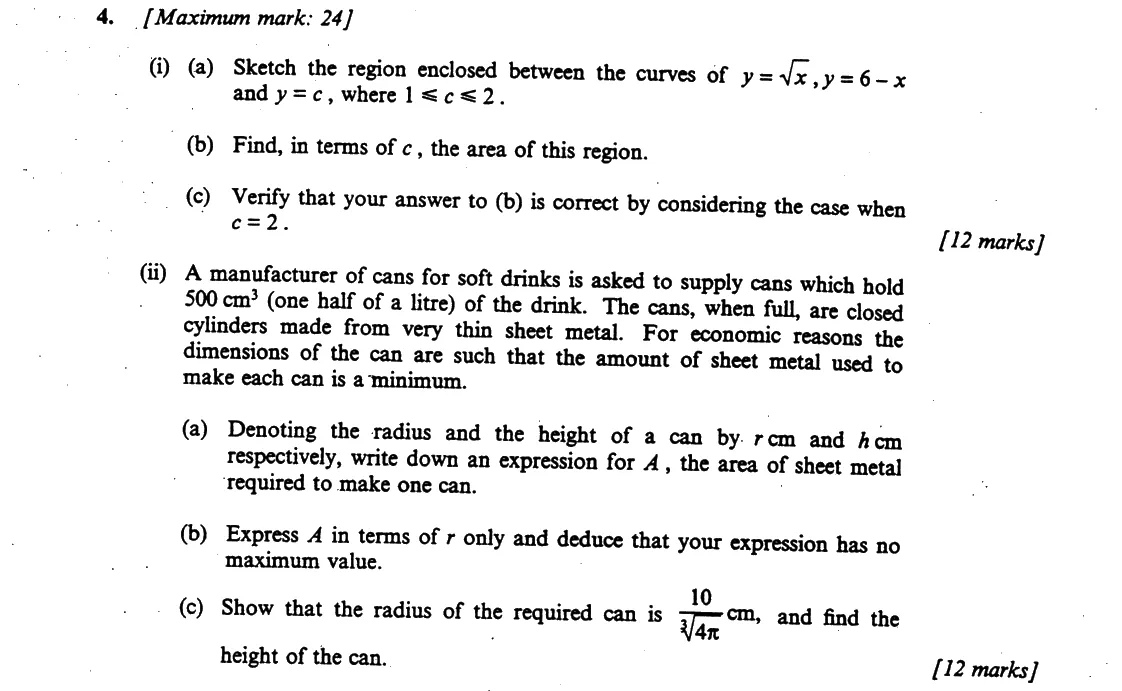 4. [Maximum mark: 24]
(i) (a) Sketch the region enclosed between the curves of y = √x , y = 6 – x
and y = c , where 1 ⩽ c ⩽ 2 .
(b) Find, in terms of c , the area of this region.
(c) Verify that your answer to (b) is correct by considering the case when
c = 2 .
[12 marks]
(ii) A manufacturer of cans for soft drinks is asked to supply cans which hold
500 cm³ (one half of a litre) of the drink. The cans, when full, are closed
cylinders made from very thin sheet metal. For economic reasons the
dimensions of the can are such that the amount of sheet metal used to
make each can is a minimum.
(a) Denoting the radius and the height of a can by r cm and h cm
respectively, write down an expression for A , the area of sheet metal
required to make one can.
(b) Express A in terms of r only and deduce that your expression has no
maximum value.
(c) Show that the radius of the required can is 10/∛4π cm, and find the
height of the can.
[12 marks]